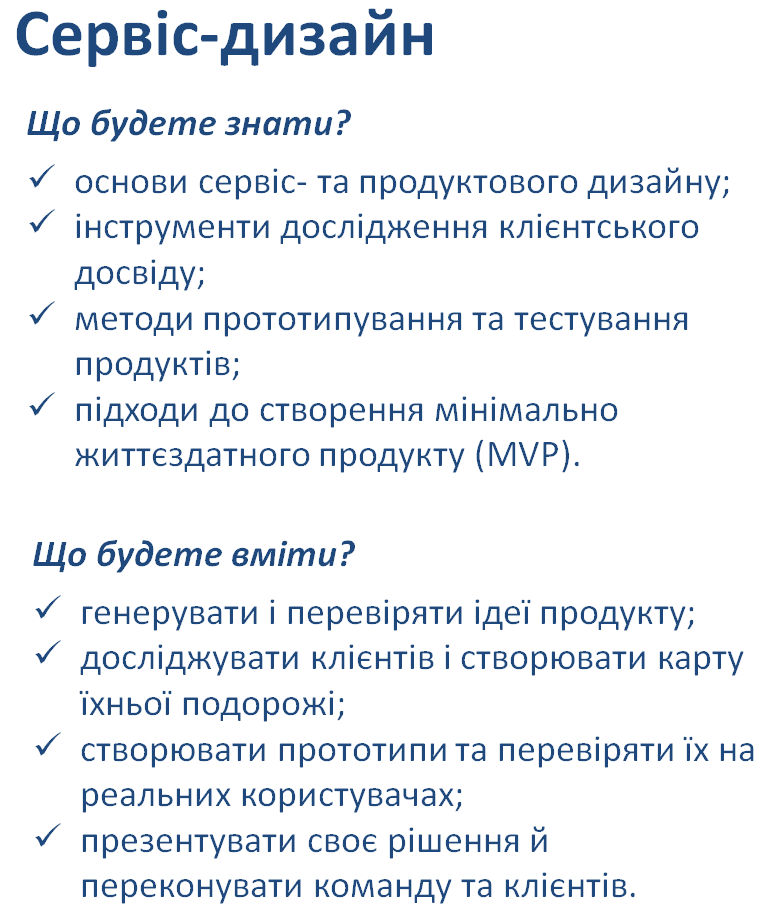 Сервіс-дизайн
Що будете знати?
✓ основи сервіс- та продуктового дизайну;
✓ інструменти дослідження клієнтського
досвіду;
✓ методи прототипування та тестування
продуктів;
✓ підходи до створення мінімально
життєздатного продукту (MVP).
Що будете вміти?
✓ генерувати і перевіряти ідеї продукту;
✓ досліджувати клієнтів і створювати карту
їхньої подорожі;
✓ створювати прототипи та перевіряти їх на
реальних користувачах;
✓ презентувати своє рішення й
переконувати команду та клієнтів.